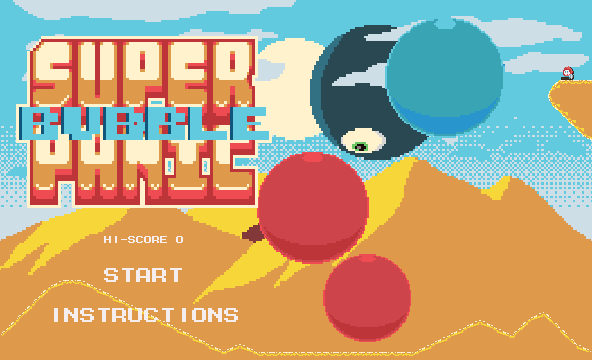 SUPER
BUBBLE
PANIC
HI-SCORE 0
START
INSTRUCTIONS